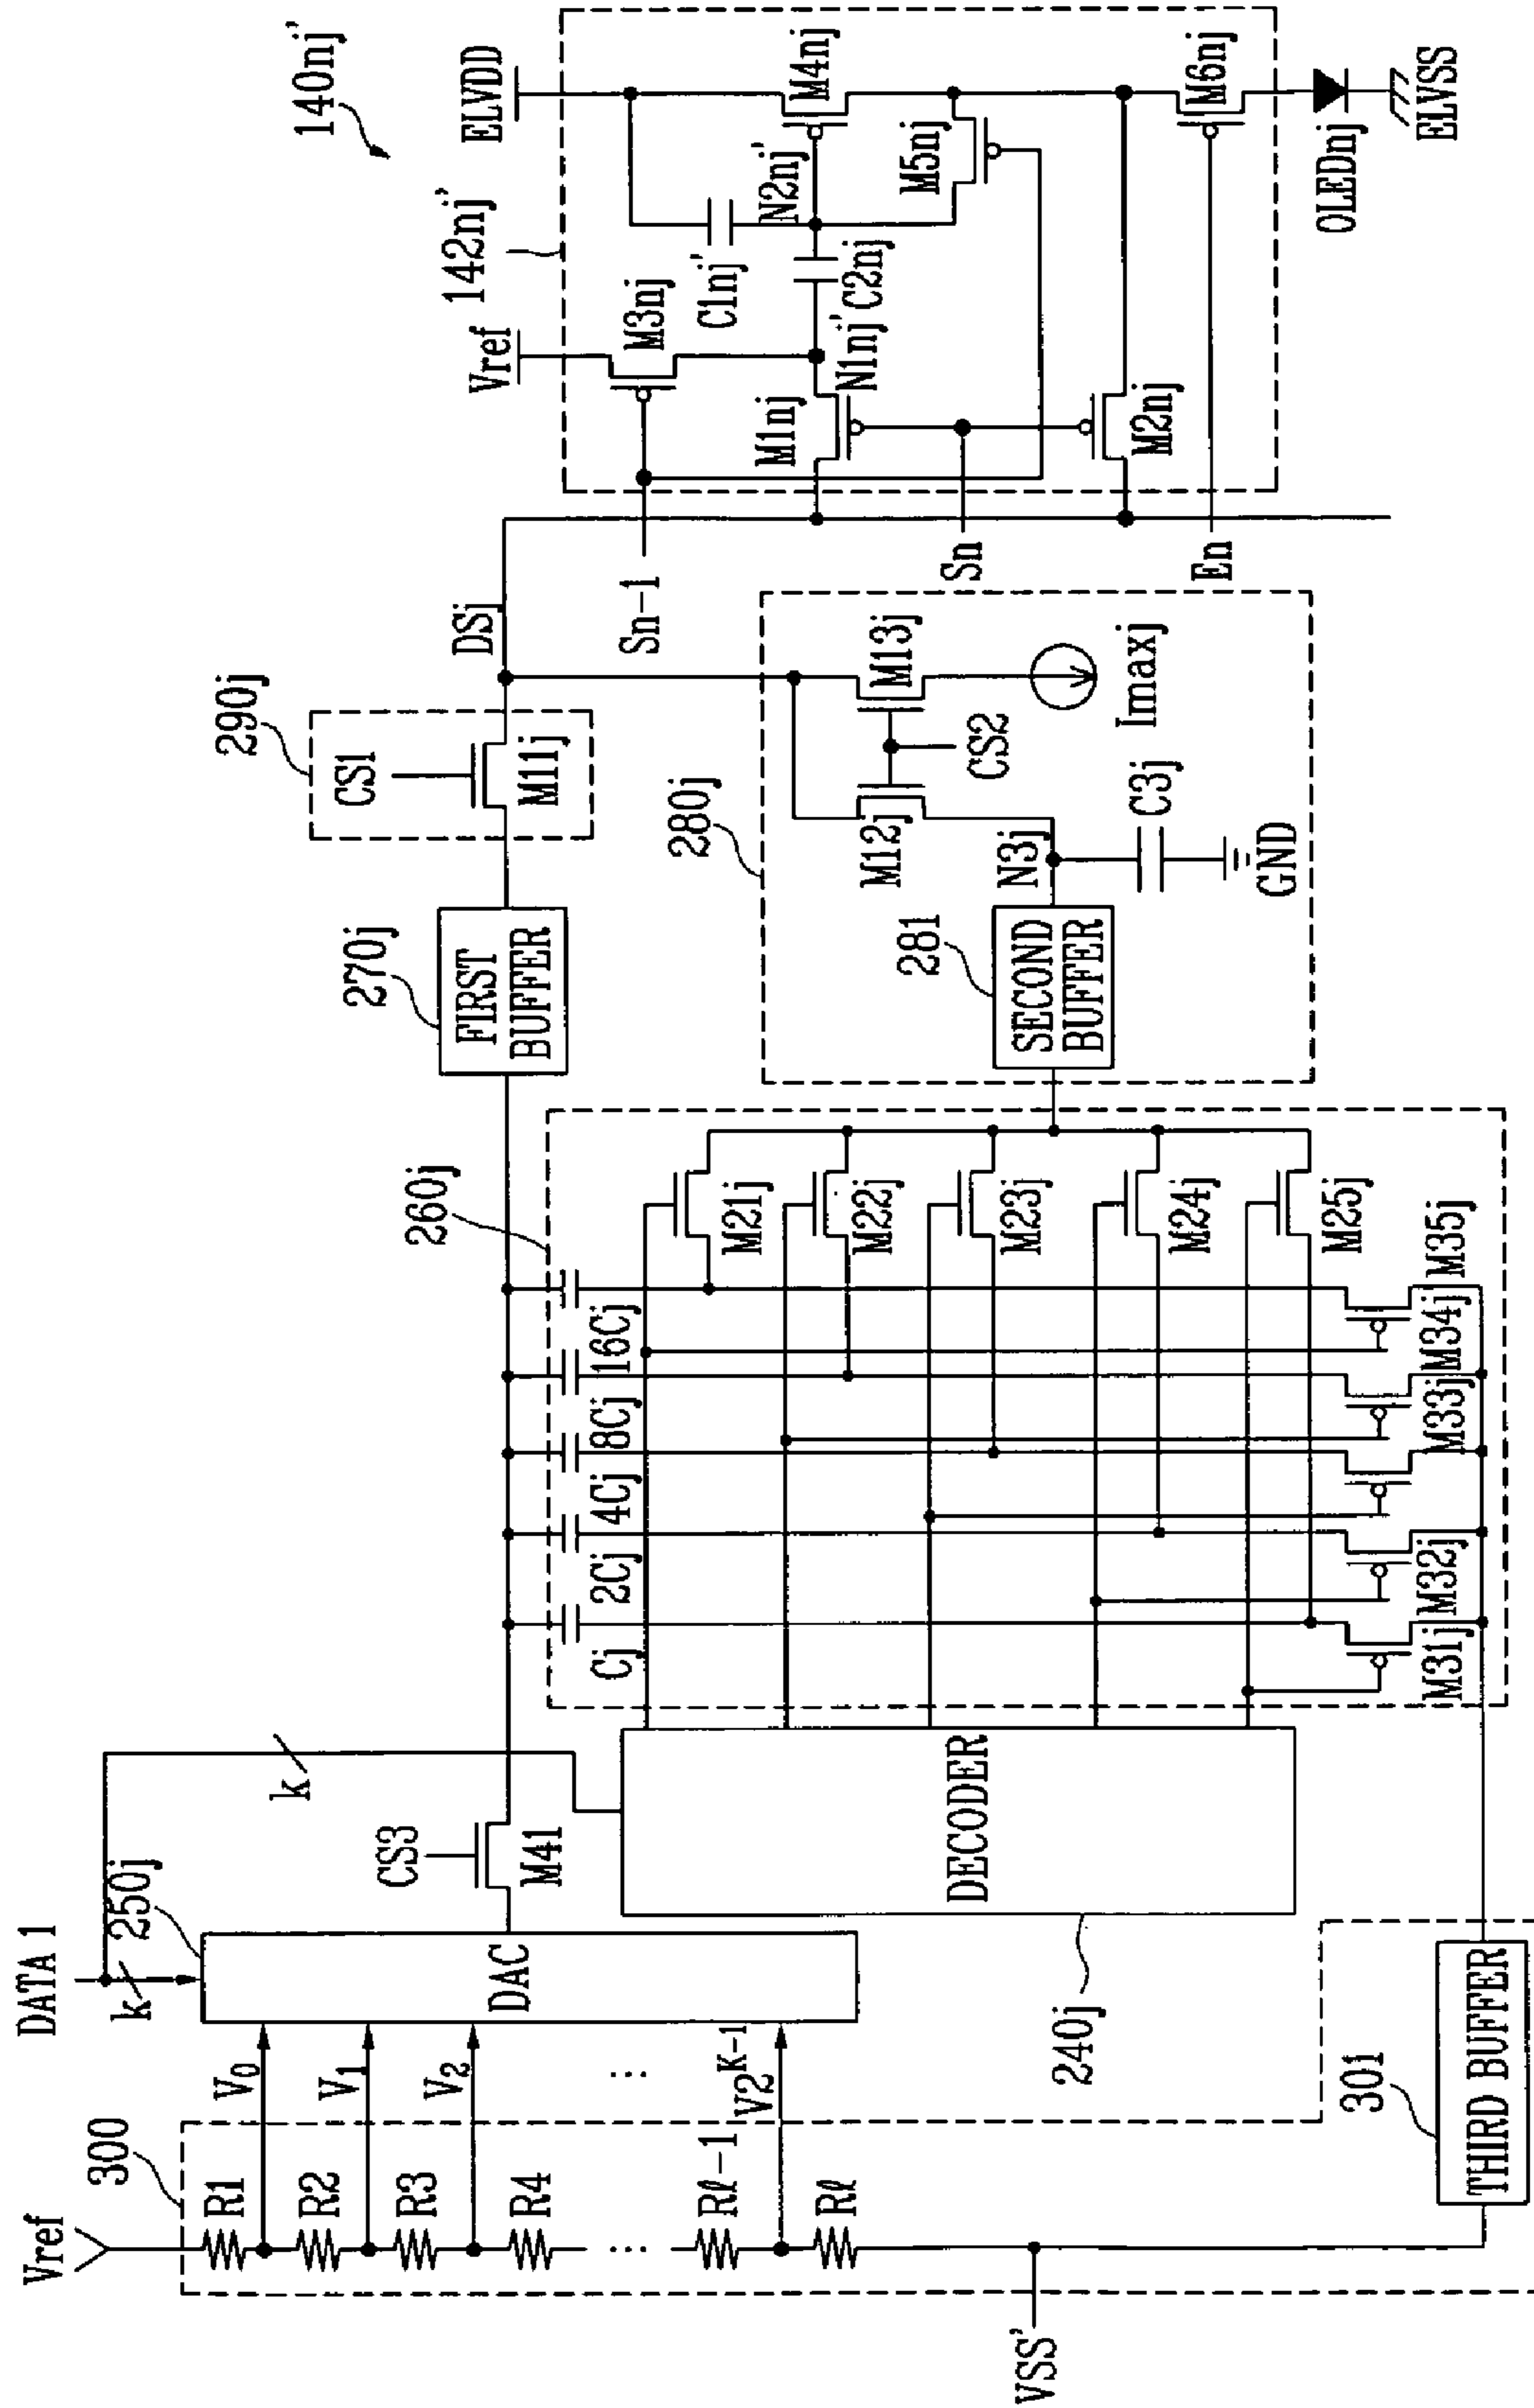 DATA 1
k
250j
k
Vref
300
R1
R2
R3
R4
...
Rℓ-1
Rℓ
V0
V1
V2
...
V2^K-1
DAC
VSS'
CS3
M41
DECODER
240j
301
THIRD BUFFER
260j
Cj
2Cj
4Cj
8Cj
16Cj
M21j
M22j
M23j
M24j
M25j
M31j
M32j
M33j
M34j
M35j
270j
FIRST
BUFFER
290j
CS1
M11j
DSj
280j
M12j
M13j
CS2
Imaxj
N3j
C3j
GND
281
SECOND
BUFFER
Sn-1
Sn
En
140nj'
142nj'
Vref
ELVDD
M3nj
C1nj'
N2nj'
M4nj
M1nj
N1nj'
C2nj
M5nj
M2nj
M6nj
OLEDnj
ELVSS